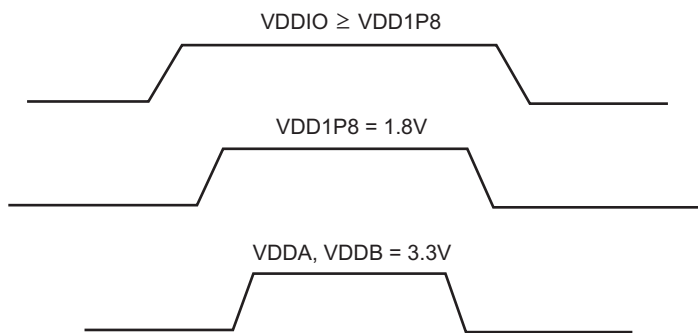 VDDIO ≥ VDD1P8
VDD1P8 = 1.8V
VDDA, VDDB = 3.3V